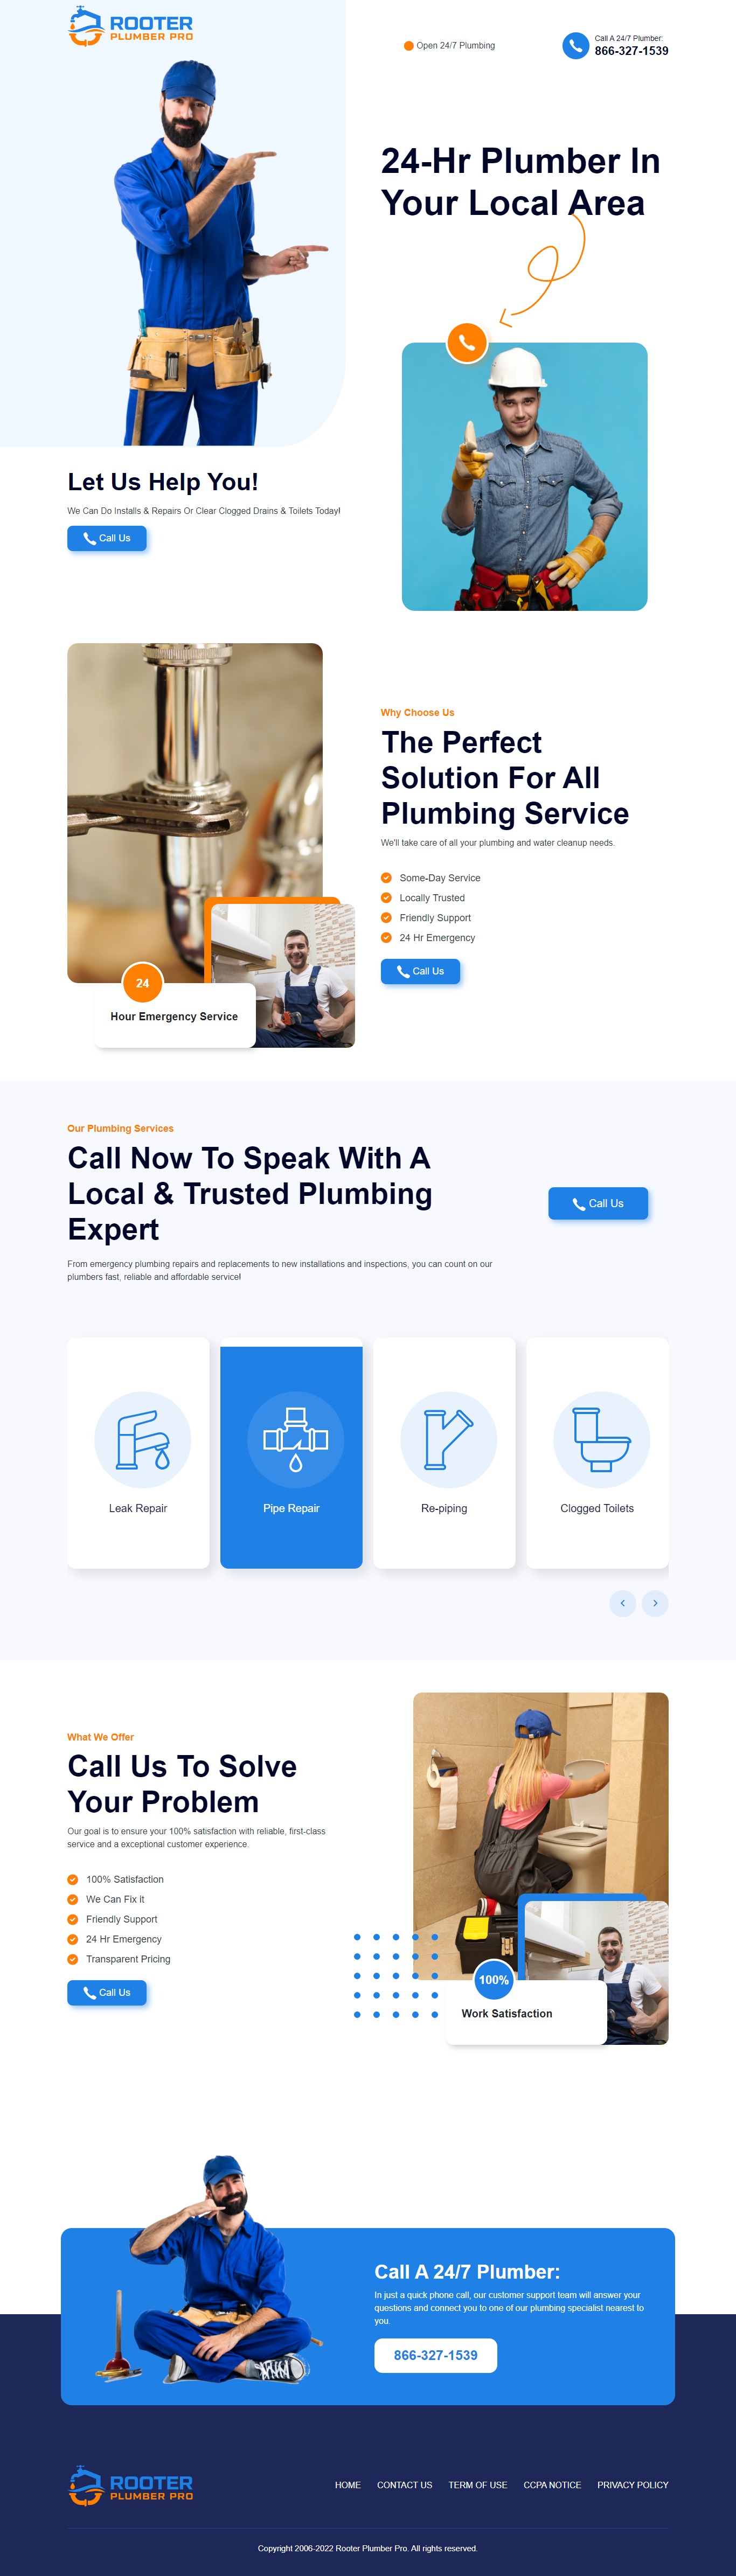 ROOTER
PLUMBER PRO
Open 24/7 Plumbing
Call A 24/7 Plumber:
866-327-1539
24-Hr Plumber In
Your Local Area
Let Us Help You!
We Can Do Installs & Repairs Or Clear Clogged Drains & Toilets Today!
Call Us
Why Choose Us
The Perfect
Solution For All
Plumbing Service
We'll take care of all your plumbing and water cleanup needs.
Some-Day Service
Locally Trusted
Friendly Support
24 Hr Emergency
Call Us
24
Hour Emergency Service
Our Plumbing Services
Call Now To Speak With A
Local & Trusted Plumbing
Expert
From emergency plumbing repairs and replacements to new installations and inspections, you can count on our
plumbers fast, reliable and affordable service!
Call Us
Leak Repair
Pipe Repair
Re-piping
Clogged Toilets
What We Offer
Call Us To Solve
Your Problem
Our goal is to ensure your 100% satisfaction with reliable, first-class
service and a exceptional customer experience.
100% Satisfaction
We Can Fix it
Friendly Support
24 Hr Emergency
Transparent Pricing
Call Us
100%
Work Satisfaction
Call A 24/7 Plumber:
In just a quick phone call, our customer support team will answer your
questions and connect you to one of our plumbing specialist nearest to
you.
866-327-1539
ROOTER
PLUMBER PRO
HOME
CONTACT US
TERM OF USE
CCPA NOTICE
PRIVACY POLICY
Copyright 2006-2022 Rooter Plumber Pro. All rights reserved.